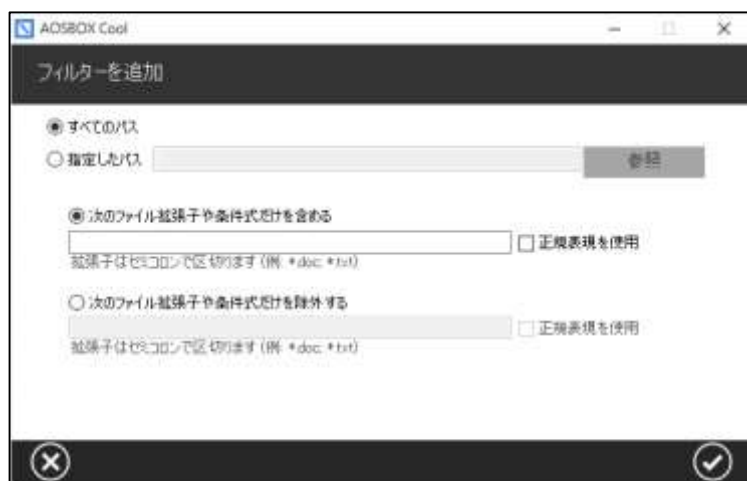 AOSBOX Cool
フィルターを追加
すべてのパス
指定したパス 参照
次のファイル拡張子や条件式だけを含める
正規表現を使用
拡張子はセミコロンで区切ります (例: *.doc; *.txt)
次のファイル拡張子や条件式だけを除外する
正規表現を使用
拡張子はセミコロンで区切ります (例: *.doc; *.txt)